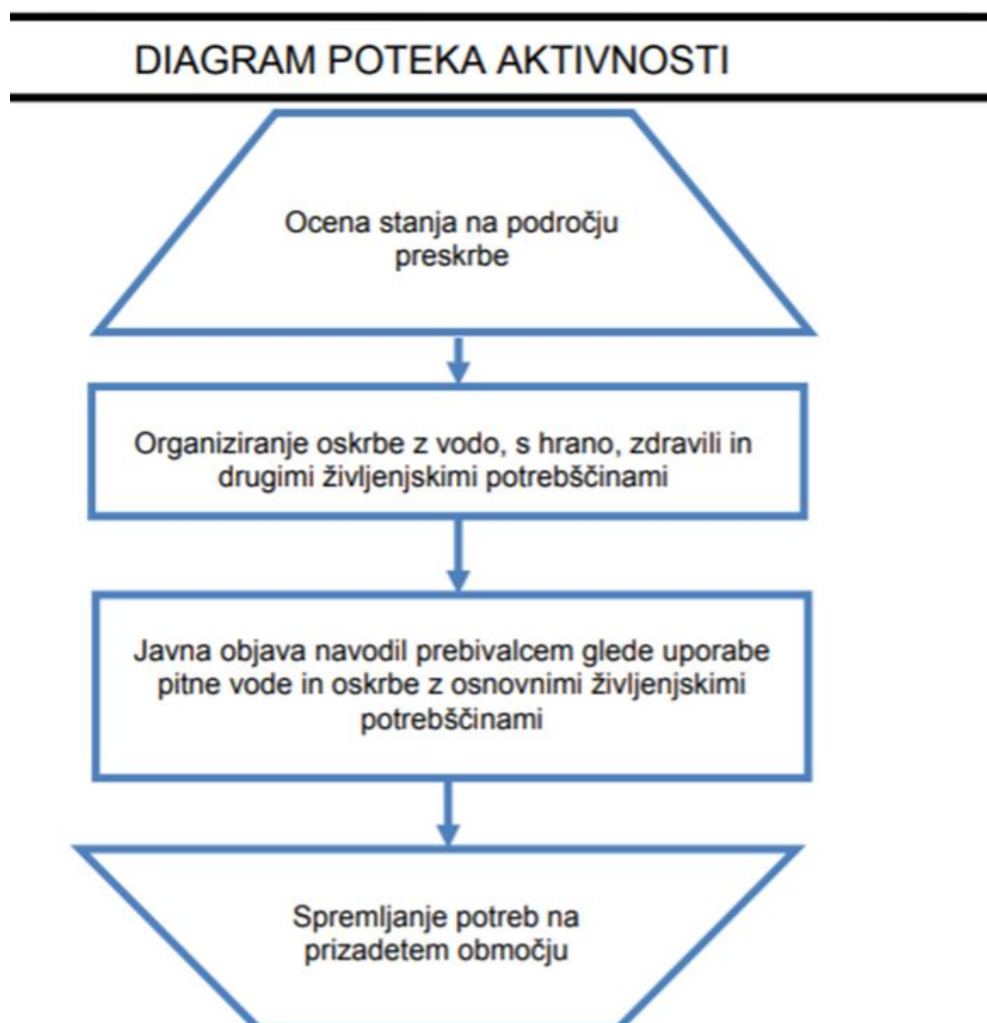 DIAGRAM POTEKA AKTIVNOSTI
Ocena stanja na področju
preskrbe
Organiziranje oskrbe z vodo, s hrano, zdravili in
drugimi življenjskimi potrebščinami
Javna objava navodil prebivalcem glede uporabe
pitne vode in oskrbe z osnovnimi življenjskimi
potrebščinami
Spremljanje potreb na
prizadetem območju